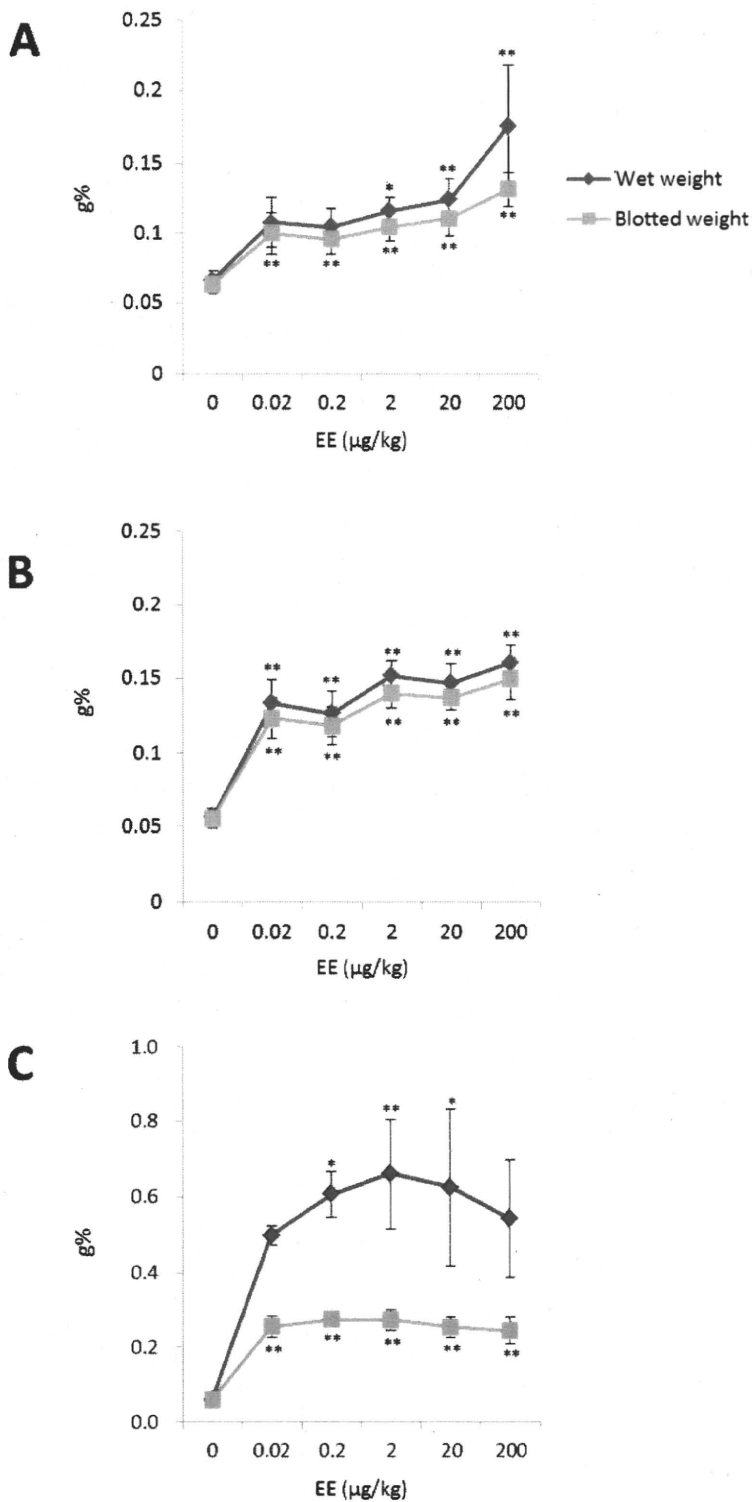 A
0.25
0.2
0.15
0.1
0.05
0
g%
** 
* **
** ** ** ** **
0 0.02 0.2 2 20 200
EE (µg/kg)
Wet weight
Blotted weight
B
0.25
0.2
0.15
0.1
0.05
0
g%
** ** ** ** **
** ** ** ** **
0 0.02 0.2 2 20 200
EE (µg/kg)
C
1.0
0.8
0.6
0.4
0.2
0.0
g%
* ** *
** ** ** ** **
0 0.02 0.2 2 20 200
EE (µg/kg)